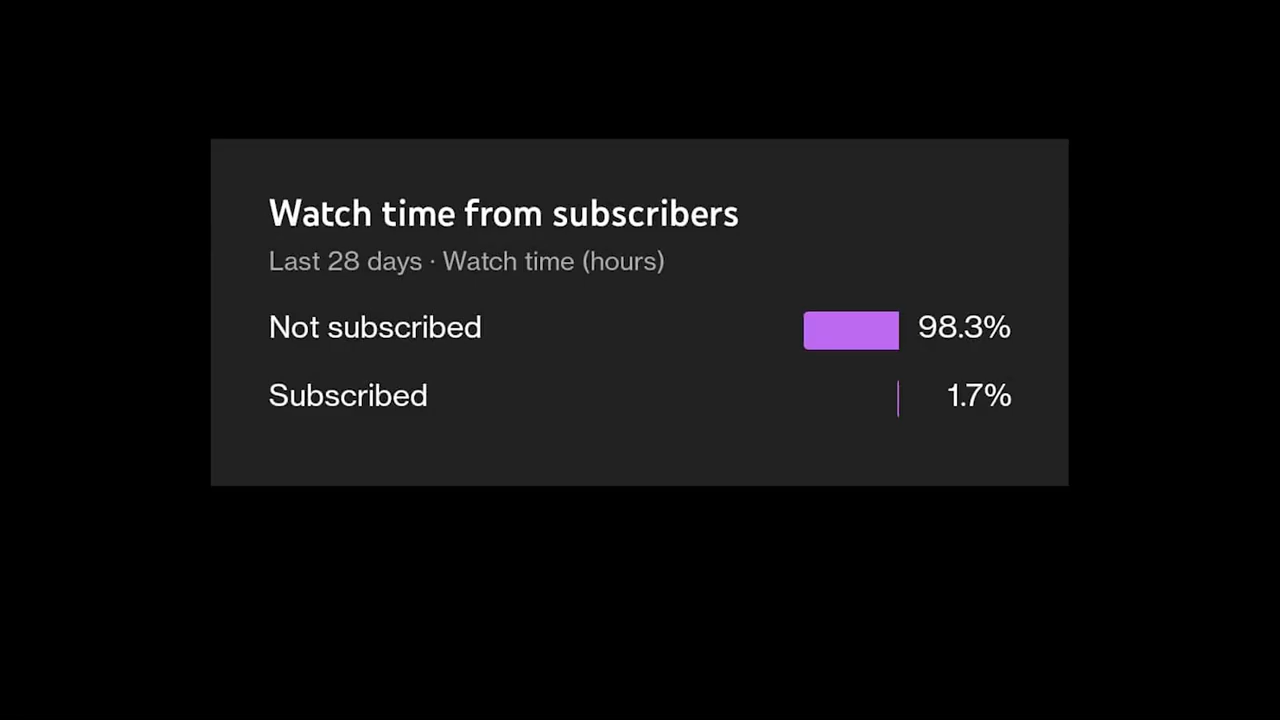 Watch time from subscribers
Last 28 days · Watch time (hours)
Not subscribed 98.3%
Subscribed 1.7%